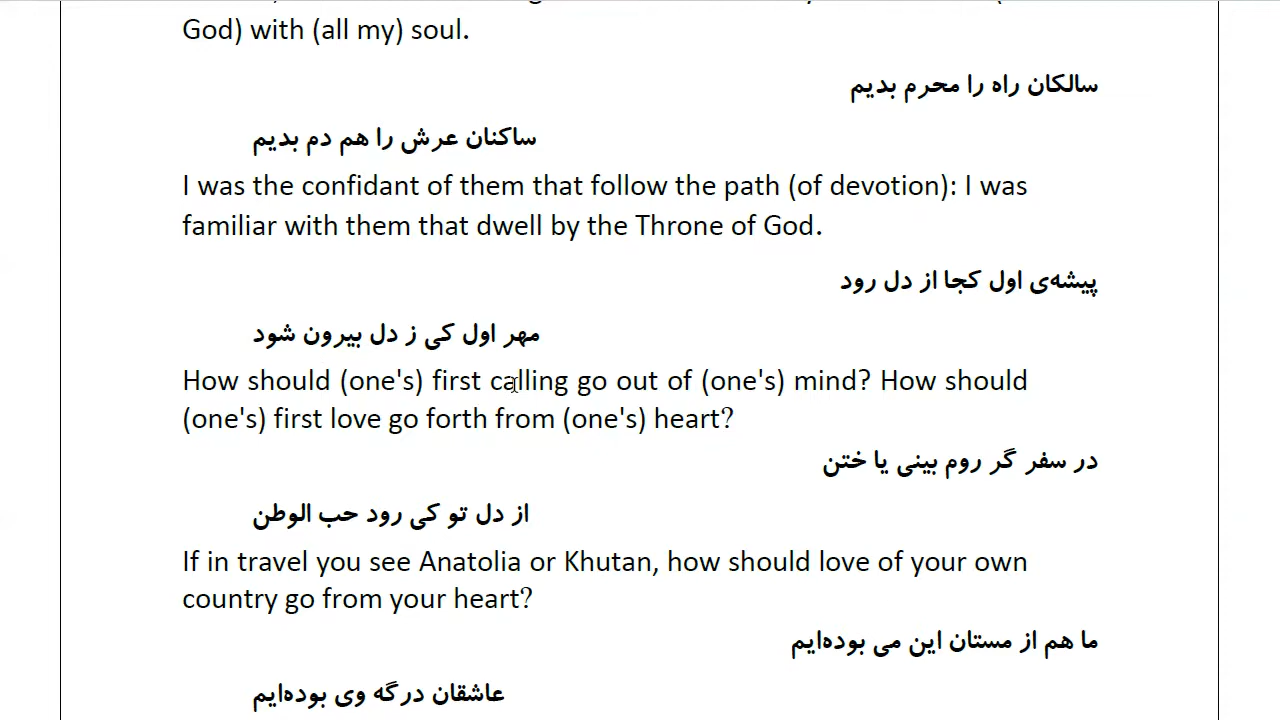 God) with (all my) soul.
سالکان راه را محرم بدیم
ساکنان عرش را هم دم بدیم
I was the confidant of them that follow the path (of devotion): I was
familiar with them that dwell by the Throne of God.
پیشه‌ی اول کجا از دل رود
مهر اول کی ز دل بیرون شود
How should (one's) first calling go out of (one's) mind? How should
(one's) first love go forth from (one's) heart?
در سفر گر روم بینی یا ختن
از دل تو کی رود حب الوطن
If in travel you see Anatolia or Khutan, how should love of your own
country go from your heart?
ما هم از مستان این می بوده‌ایم
عاشقان درگه وی بوده‌ایم